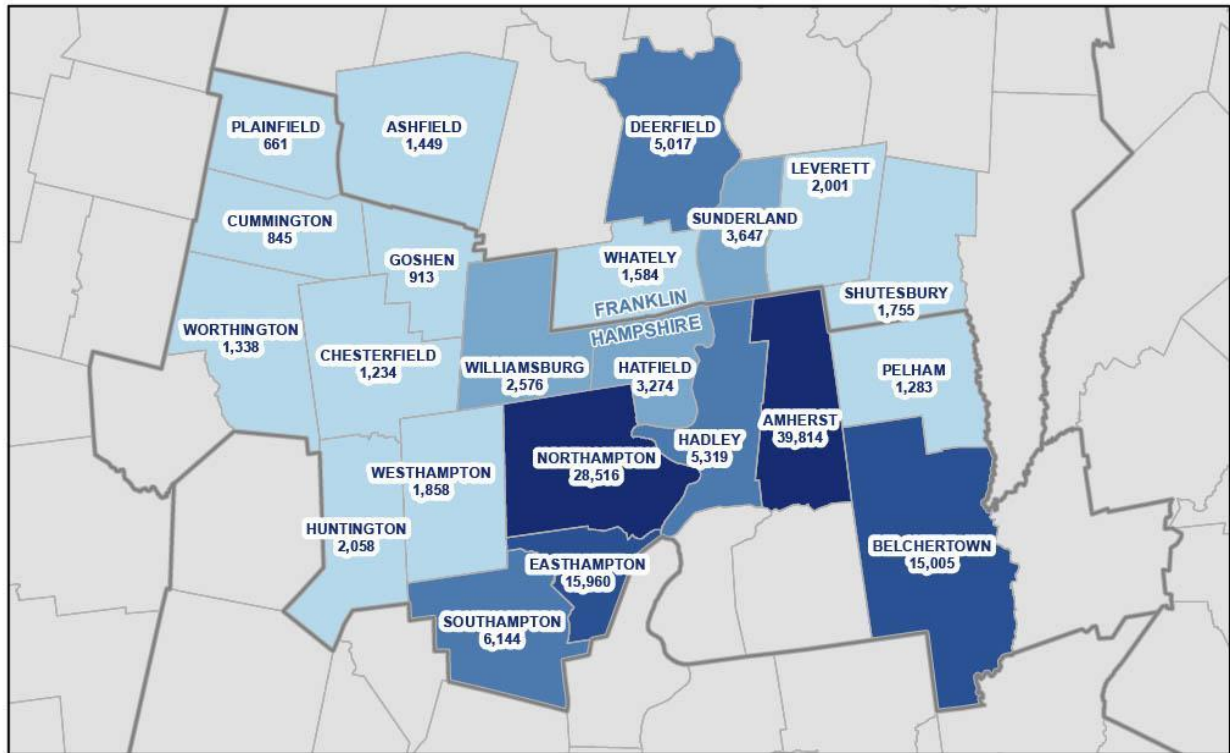 PLAINFIELD
661
ASHFIELD
1,449
DEERFIELD
5,017
LEVERETT
2,001
CUMMINGTON
845
SUNDERLAND
3,647
GOSHEN
913
WHATELY
1,584
SHUTESBURY
1,755
FRANKLIN
HAMPSHIRE
WORTHINGTON
1,338
CHESTERFIELD
1,234
WILLIAMSBURG
2,576
HATFIELD
3,274
PELHAM
1,283
AMHERST
39,814
HADLEY
5,319
NORTHAMPTON
28,516
WESTHAMPTON
1,858
HUNTINGTON
2,058
BELCHERTOWN
15,005
EASTHAMPTON
15,960
SOUTHAMPTON
6,144